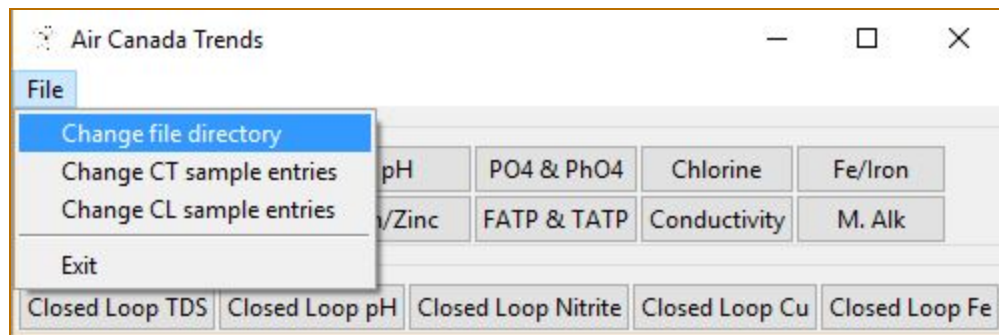 Air Canada Trends
File
Change file directory
Change CT sample entries
Change CL sample entries
Exit
pH PO4 & PhO4 Chlorine Fe/Iron
/Zinc FATP & TATP Conductivity M. Alk
Closed Loop TDS Closed Loop pH Closed Loop Nitrite Closed Loop Cu Closed Loop Fe